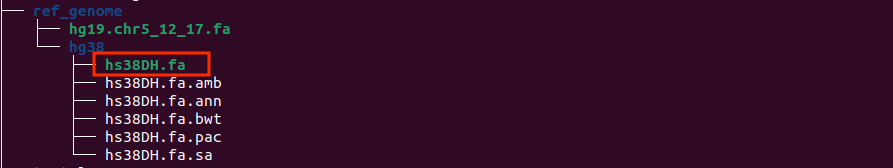 ref_genome
hg19.chr5_12_17.fa
hg38
hs38DH.fa
hs38DH.fa.amb
hs38DH.fa.ann
hs38DH.fa.bwt
hs38DH.fa.pac
hs38DH.fa.sa